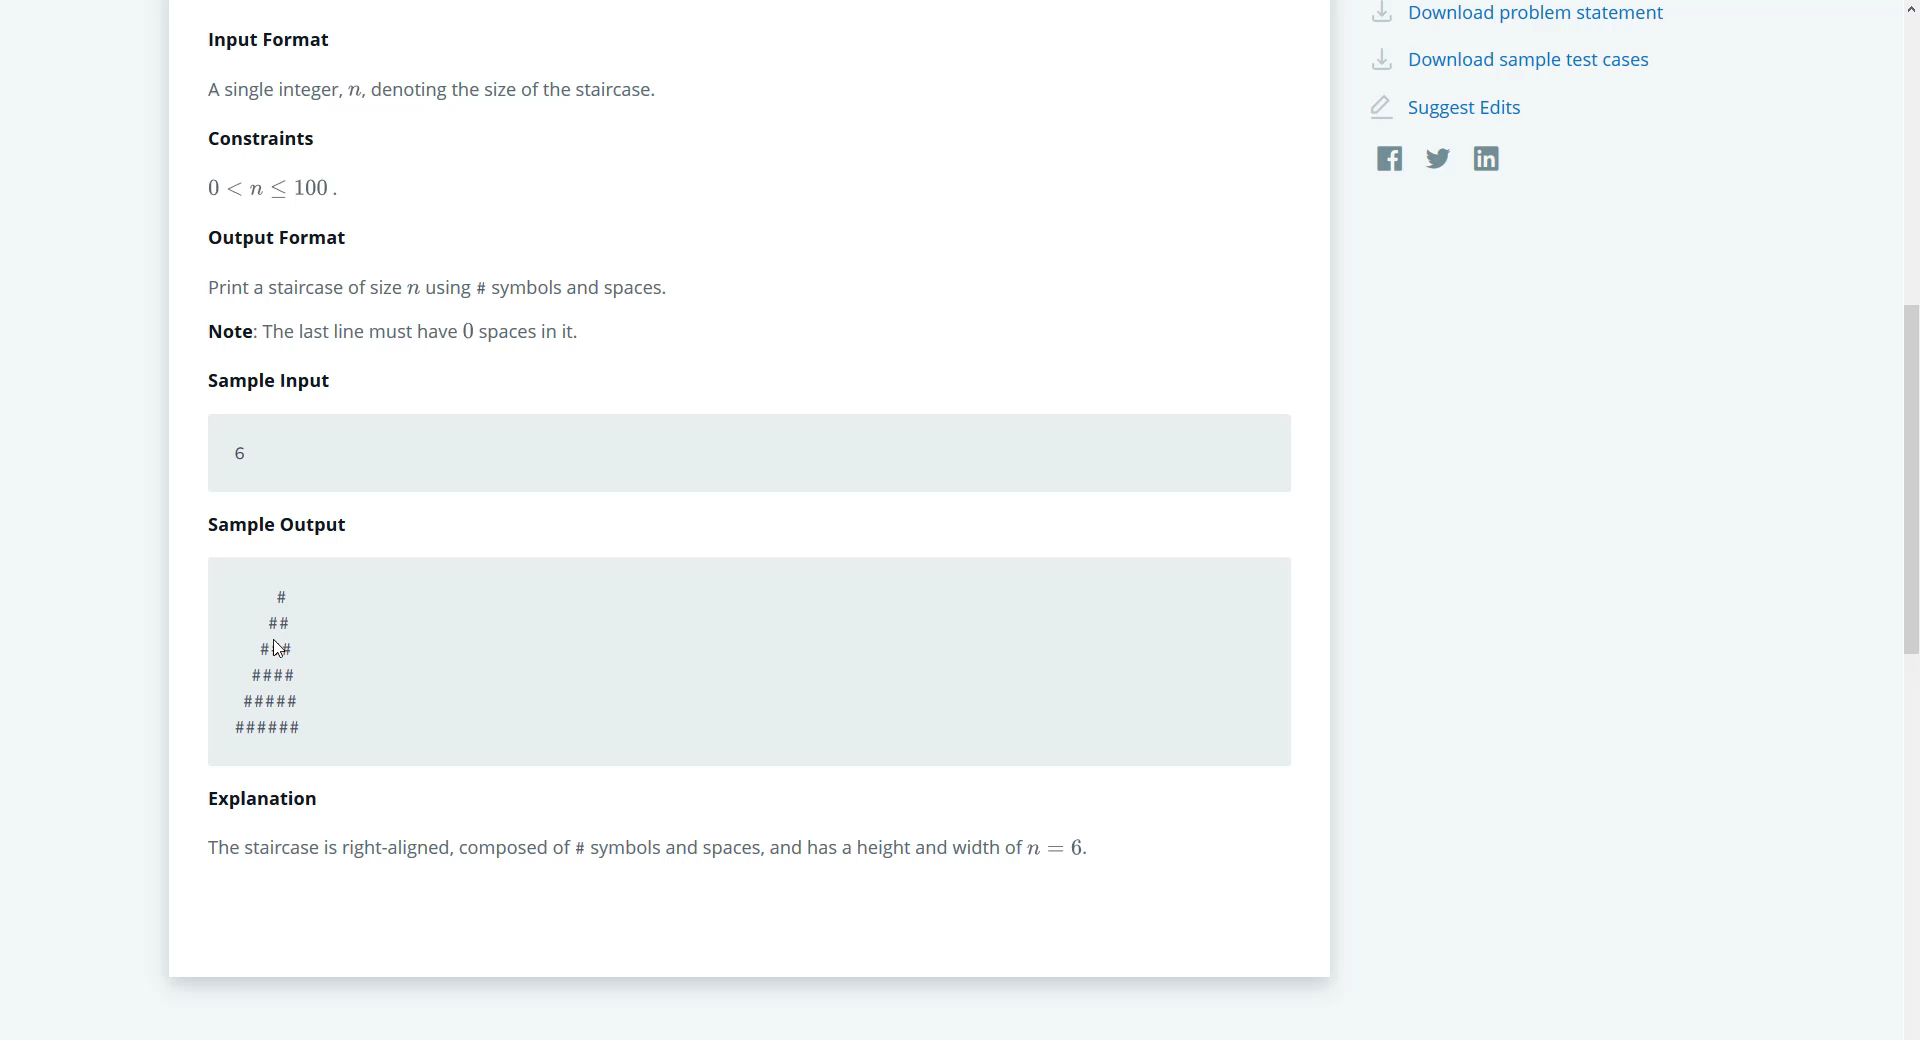 Input Format
A single integer, n, denoting the size of the staircase.
Constraints
0 < n ≤ 100 .
Output Format
Print a staircase of size n using # symbols and spaces.
Note: The last line must have 0 spaces in it.
Sample Input
6
Sample Output
     #
    ##
   ###
  ####
 #####
######
Explanation
The staircase is right-aligned, composed of # symbols and spaces, and has a height and width of n = 6.
Download problem statement
Download sample test cases
Suggest Edits